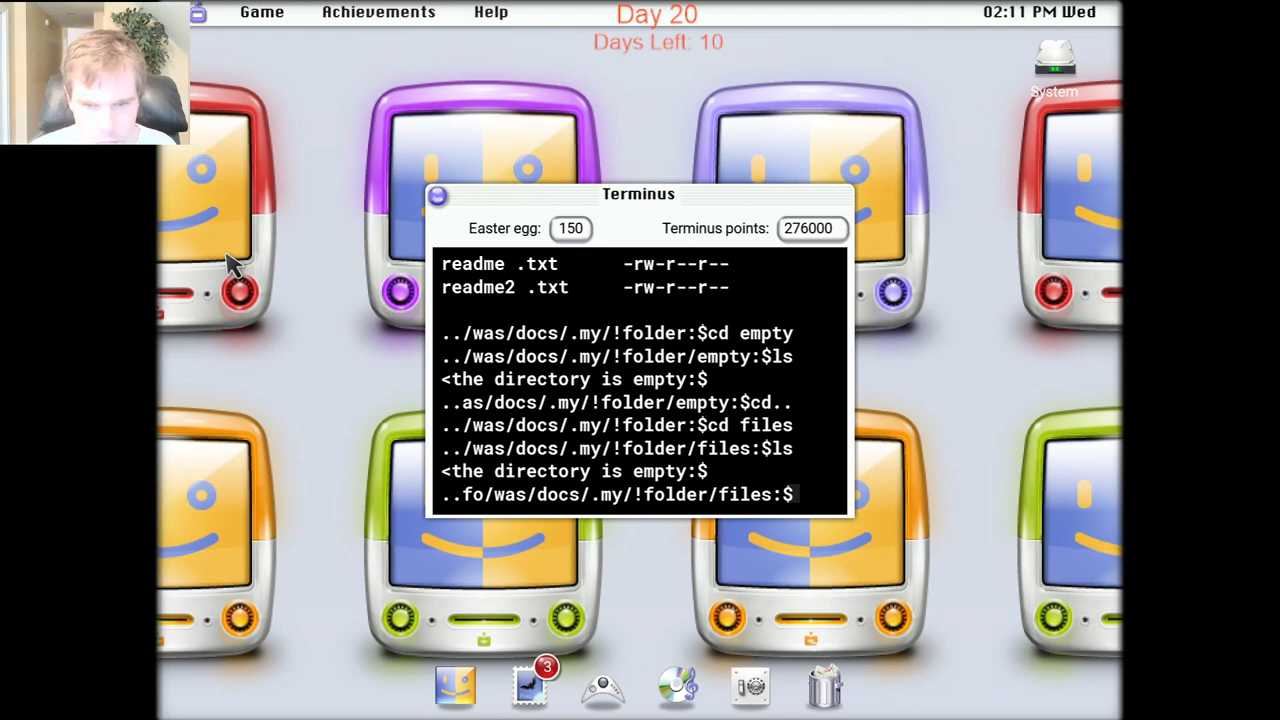 Game Achievements Help Day 20 02:11 PM Wed
Days Left: 10
System
Terminus
Easter egg: 150 Terminus points: 276000
readme .txt -rw-r--r--
readme2 .txt -rw-r--r--
../was/docs/.my/!folder:$cd empty
../was/docs/.my/!folder/empty:$ls
<the directory is empty:$
..as/docs/.my/!folder/empty:$cd..
../was/docs/.my/!folder:$cd files
../was/docs/.my/!folder/files:$ls
<the directory is empty:$
..fo/was/docs/.my/!folder/files:$
3